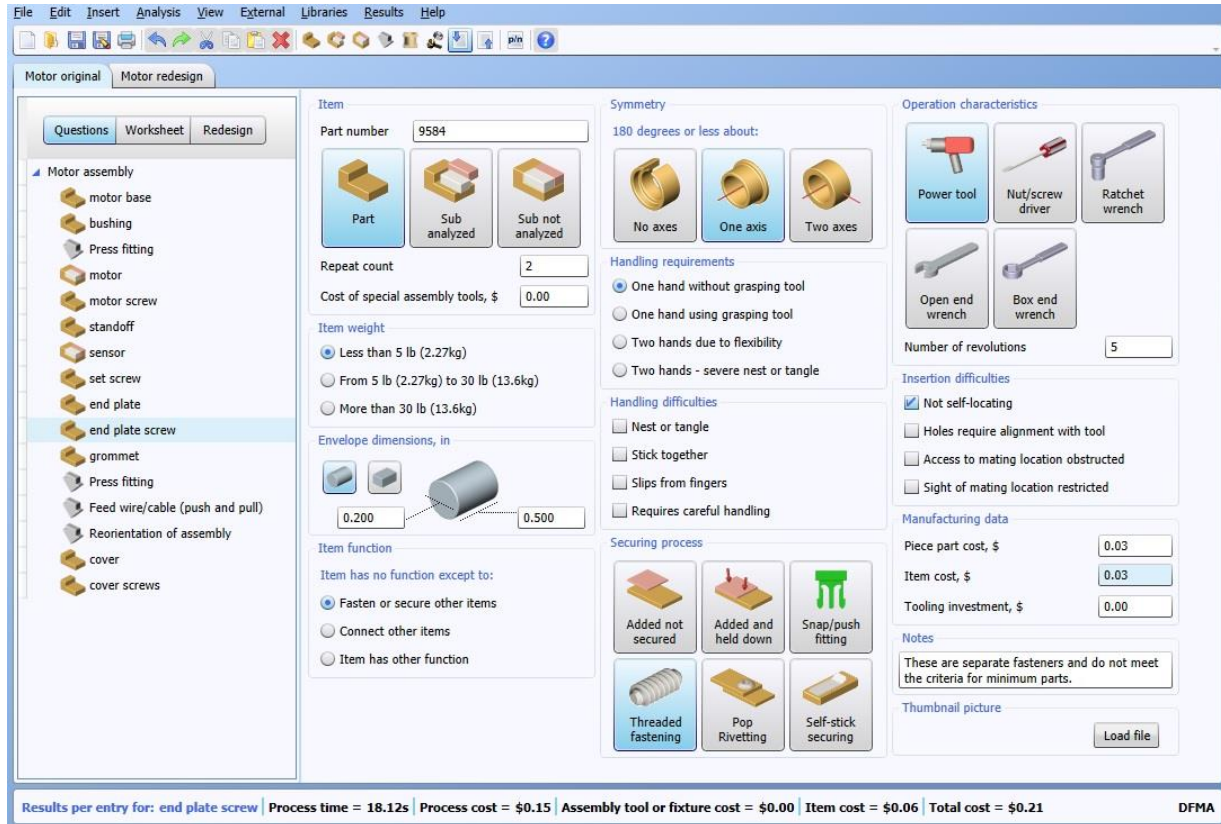 File Edit Insert Analysis View External Libraries Results Help
p/n
Motor original Motor redesign
Questions Worksheet Redesign
Motor assembly
motor base
bushing
Press fitting
motor
motor screw
standoff
sensor
set screw
end plate
end plate screw
grommet
Press fitting
Feed wire/cable (push and pull)
Reorientation of assembly
cover
cover screws
Item
Part number 9584
Part
Sub
analyzed
Sub not
analyzed
Repeat count 2
Cost of special assembly tools, $ 0.00
Item weight
Less than 5 lb (2.27kg)
From 5 lb (2.27kg) to 30 lb (13.6kg)
More than 30 lb (13.6kg)
Envelope dimensions, in
0.200 0.500
Item function
Item has no function except to:
Fasten or secure other items
Connect other items
Item has other function
Symmetry
180 degrees or less about:
No axes One axis Two axes
Handling requirements
One hand without grasping tool
One hand using grasping tool
Two hands due to flexibility
Two hands - severe nest or tangle
Handling difficulties
Nest or tangle
Stick together
Slips from fingers
Requires careful handling
Securing process
Added not
secured
Added and
held down
Snap/push
fitting
Threaded
fastening
Pop
Rivetting
Self-stick
securing
Operation characteristics
Power tool
Nut/screw
driver
Ratchet
wrench
Open end
wrench
Box end
wrench
Number of revolutions 5
Insertion difficulties
Not self-locating
Holes require alignment with tool
Access to mating location obstructed
Sight of mating location restricted
Manufacturing data
Piece part cost, $ 0.03
Item cost, $ 0.03
Tooling investment, $ 0.00
Notes
These are separate fasteners and do not meet
the criteria for minimum parts.
Thumbnail picture
Load file
Results per entry for: end plate screw Process time = 18.12s Process cost = $0.15 Assembly tool or fixture cost = $0.00 Item cost = $0.06 Total cost = $0.21 DFMA